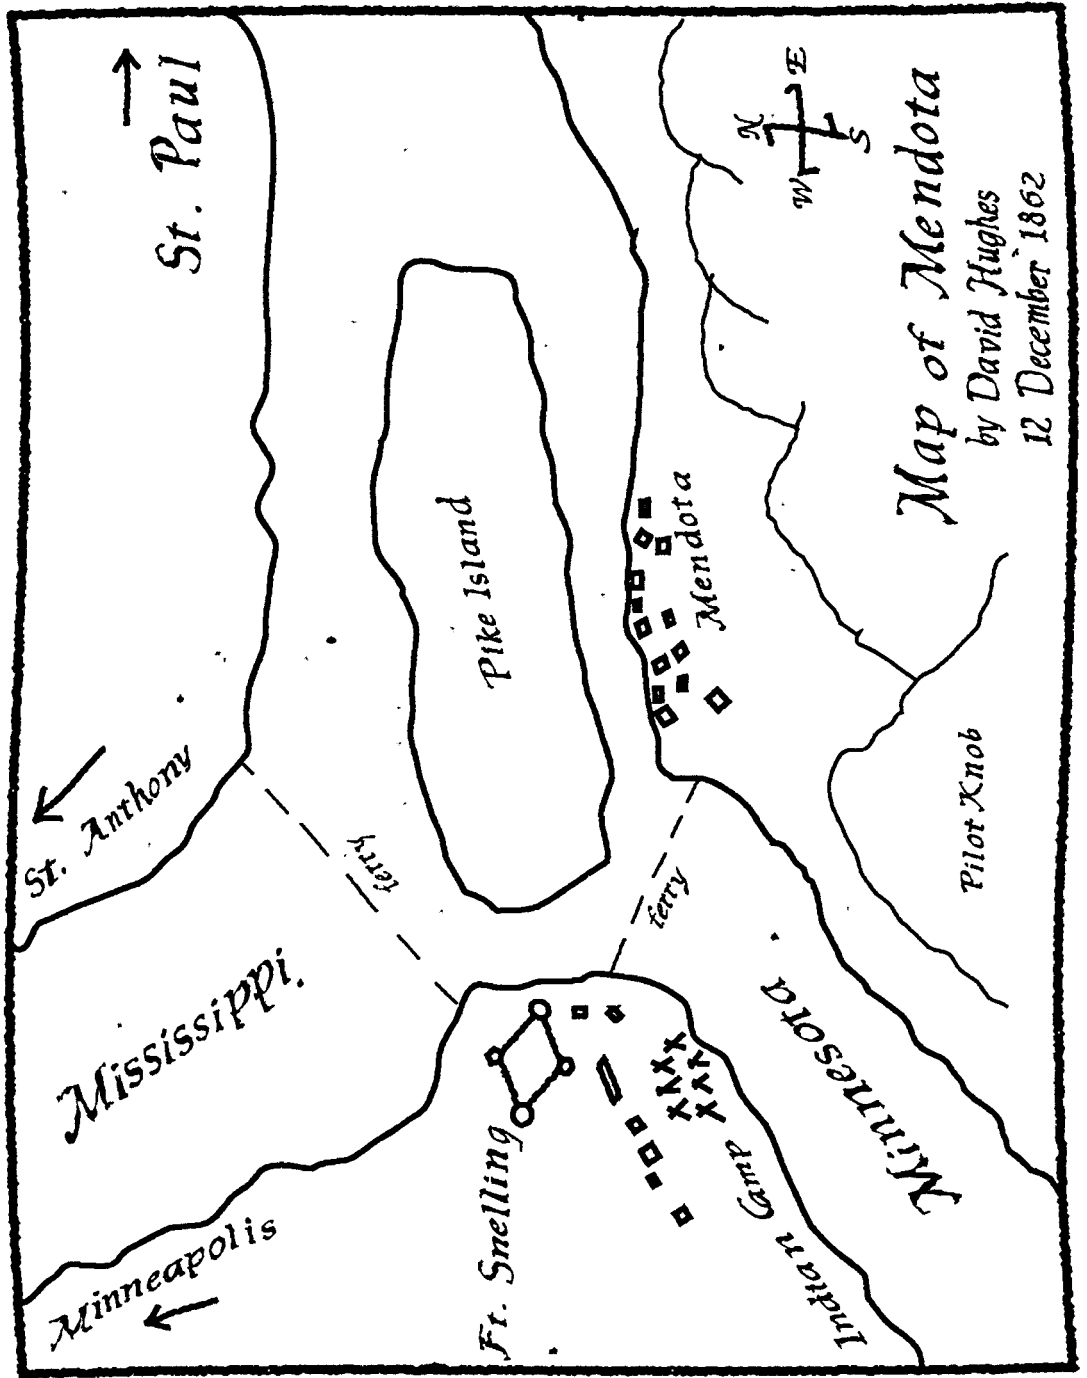 St. Paul
St. Anthony
Mississippi.
Minneapolis
ferry
Pike Island
Ft. Snelling
ferry
Mendota
Indian Camp
Minnesota
Pilot Knob
N
W
E
S
Map of Mendota
by David Hughes
12 December 1862